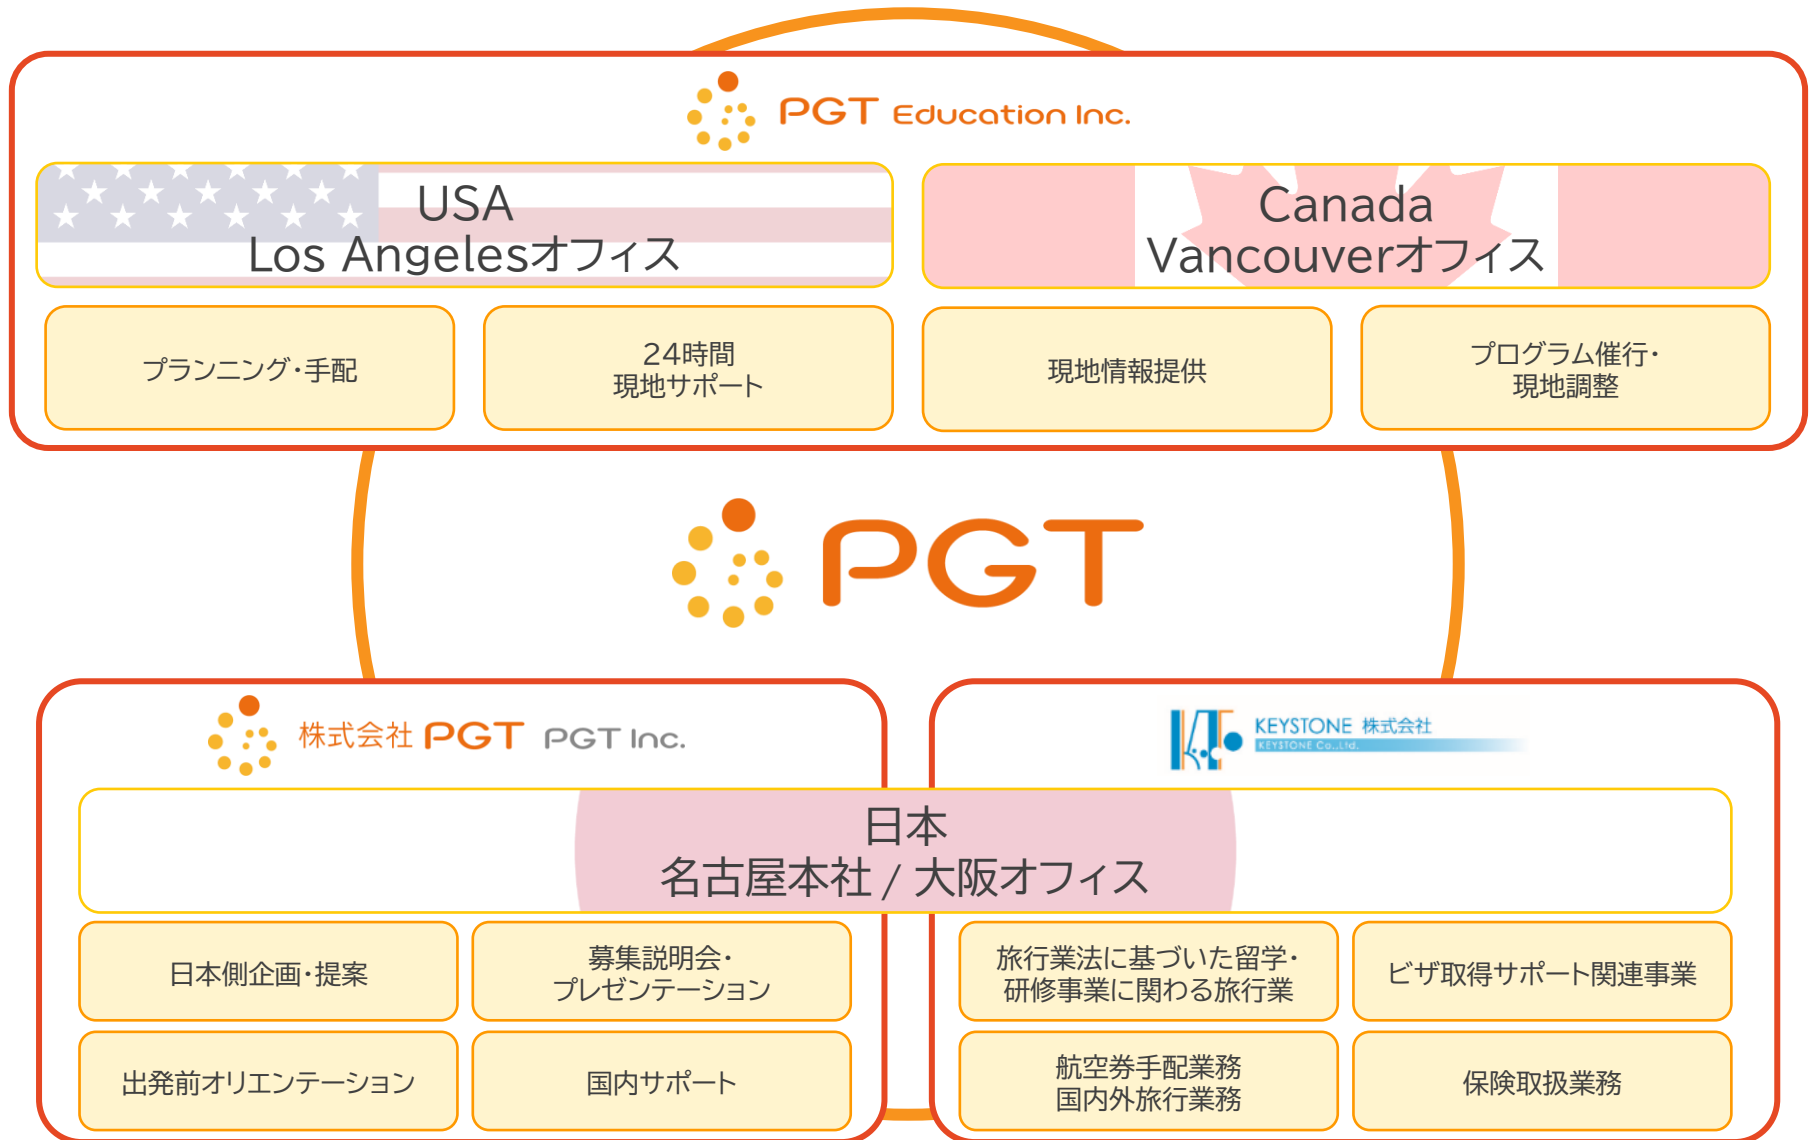 PGT Education Inc.
USA
Los Angelesオフィス
Canada
Vancouverオフィス
プランニング・手配
24時間
現地サポート
現地情報提供
プログラム催行・
現地調整
PGT
株式会社 PGT PGT Inc.
KEYSTONE 株式会社
KEYSTONE Co.,Ltd.
日本
名古屋本社 / 大阪オフィス
日本側企画・提案
募集説明会・
プレゼンテーション
旅行業法に基づいた留学・
研修事業に関わる旅行業
ビザ取得サポート関連事業
出発前オリエンテーション
国内サポート
航空券手配業務
国内外旅行業務
保険取扱業務